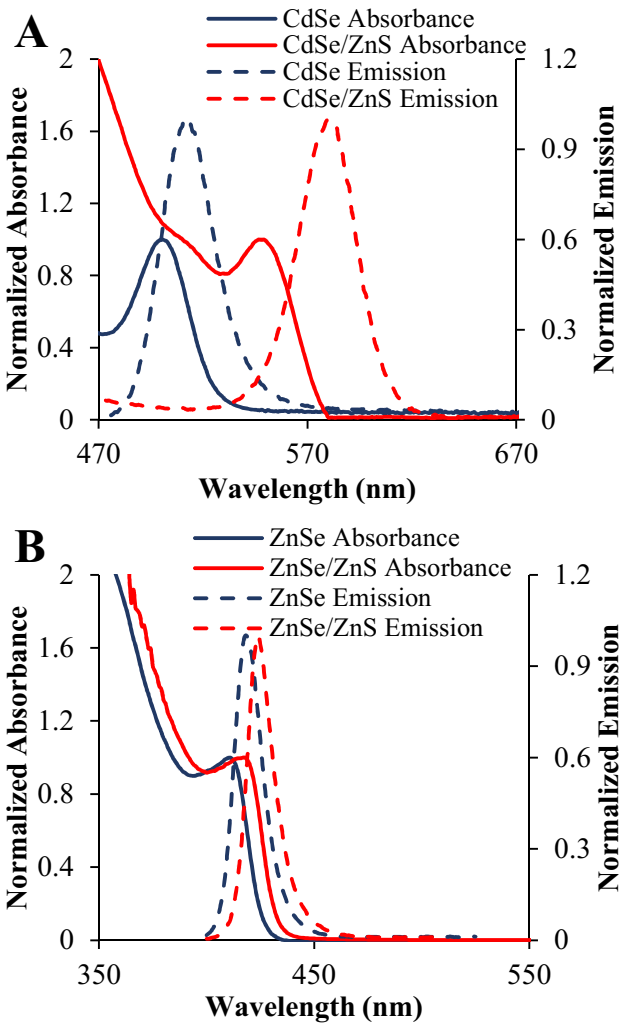 A
CdSe Absorbance
CdSe/ZnS Absorbance
CdSe Emission
CdSe/ZnS Emission
Normalized Absorbance
2
1.6
1.2
0.8
0.4
0
1.2
0.9
0.6
0.3
0
Normalized Emission
470
570
670
Wavelength (nm)
B
ZnSe Absorbance
ZnSe/ZnS Absorbance
ZnSe Emission
ZnSe/ZnS Emission
Normalized Absorbance
2
1.6
1.2
0.8
0.4
0
1.2
0.9
0.6
0.3
0
Normalized Emission
350
450
550
Wavelength (nm)